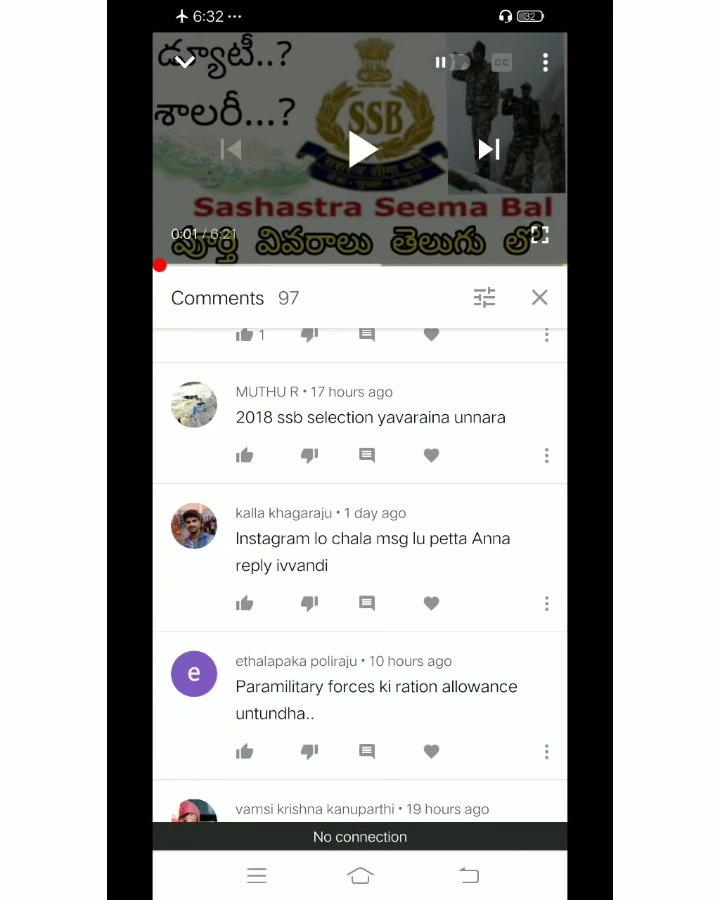 6:32 ...
32
డ్యూటీ..?
శాలరీ...?
CC
SSB
Sashastra Seema Bal
0:01 / 6:21
పూర్తి వివరాలు తెలుగు లో
Comments 97
1
MUTHU R • 17 hours ago
2018 ssb selection yavaraina unnara
kalla khagaraju • 1 day ago
Instagram lo chala msg lu petta Anna
reply ivvandi
e
ethalapaka poliraju • 10 hours ago
Paramilitary forces ki ration allowance
untundha..
vamsi krishna kanuparthi • 19 hours ago
No connection